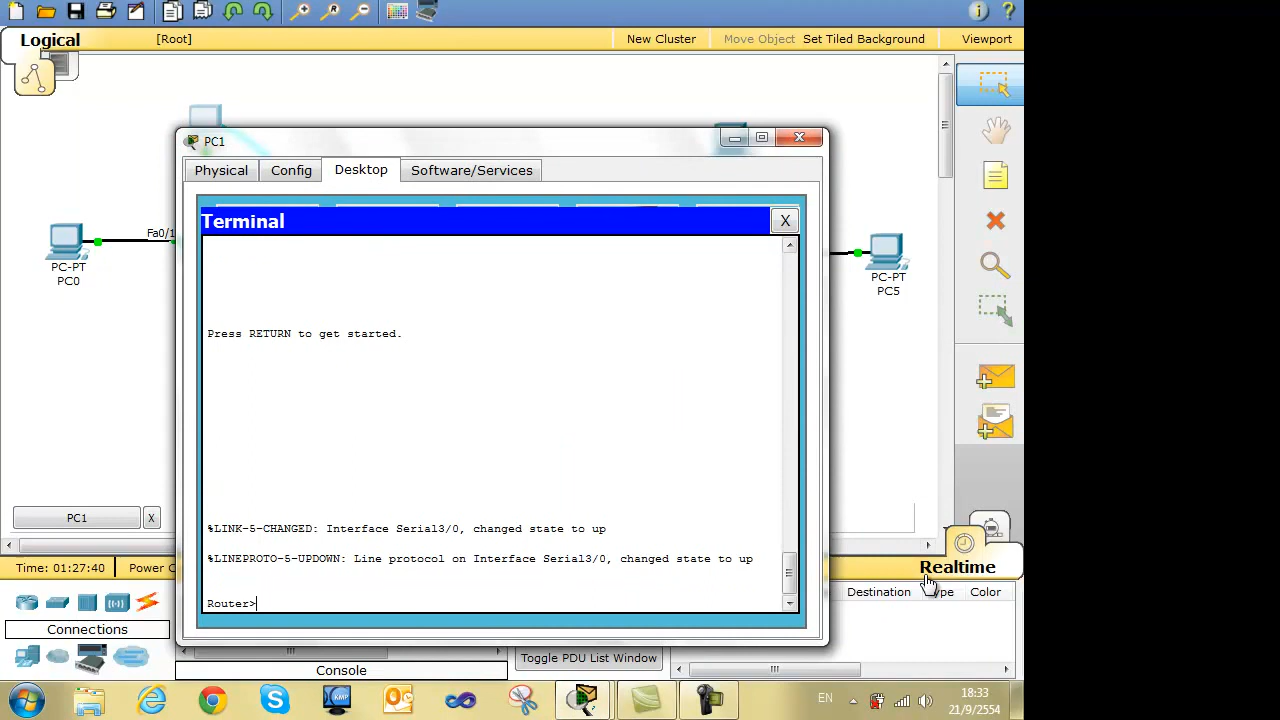 Logical
[Root]
New Cluster
Move Object
Set Tiled Background
Viewport
PC1
Physical
Config
Desktop
Software/Services
Terminal
X
Fa0/1
PC-PT
PC0
PC-PT
PC5
Press RETURN to get started.
%LINK-5-CHANGED: Interface Serial3/0, changed state to up
%LINEPROTO-5-UPDOWN: Line protocol on Interface Serial3/0, changed state to up
Router>
PC1
X
Time: 01:27:40
Power C
Realtime
Destination
Color
Connections
Console
Toggle PDU List Window
EN
18:33
21/9/2554